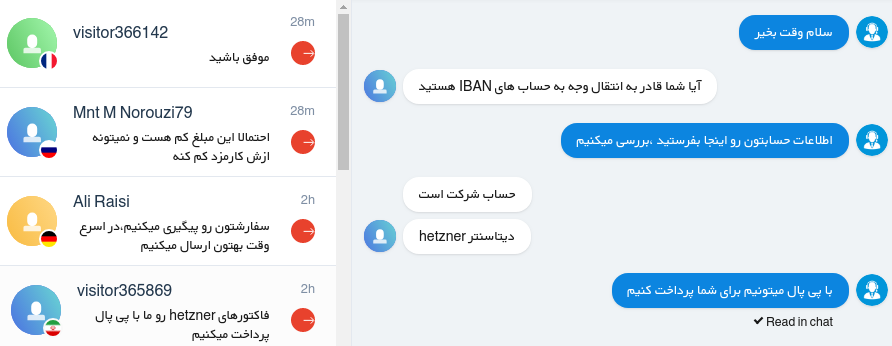 visitor366142
28m
موفق باشید
Mnt M Norouzi79
28m
احتمالا این مبلغ کم هست و نمیتونه
ازش کارمزد کم کنه
Ali Raisi
2h
سفارشتون رو پیگیری میکنیم،در اسرع
وقت بهتون ارسال میکنیم
visitor365869
2h
فاکتورهای hetzner رو ما با پی پال
پرداخت میکنیم
سلام وقت بخیر
آیا شما قادر به انتقال وجه به حساب های IBAN هستید
اطلاعات حسابتون رو اینجا بفرستید ،بررسی میکنیم
حساب شرکت است
دیتاسنتر hetzner
با پی پال میتونیم برای شما پرداخت کنیم
Read in chat